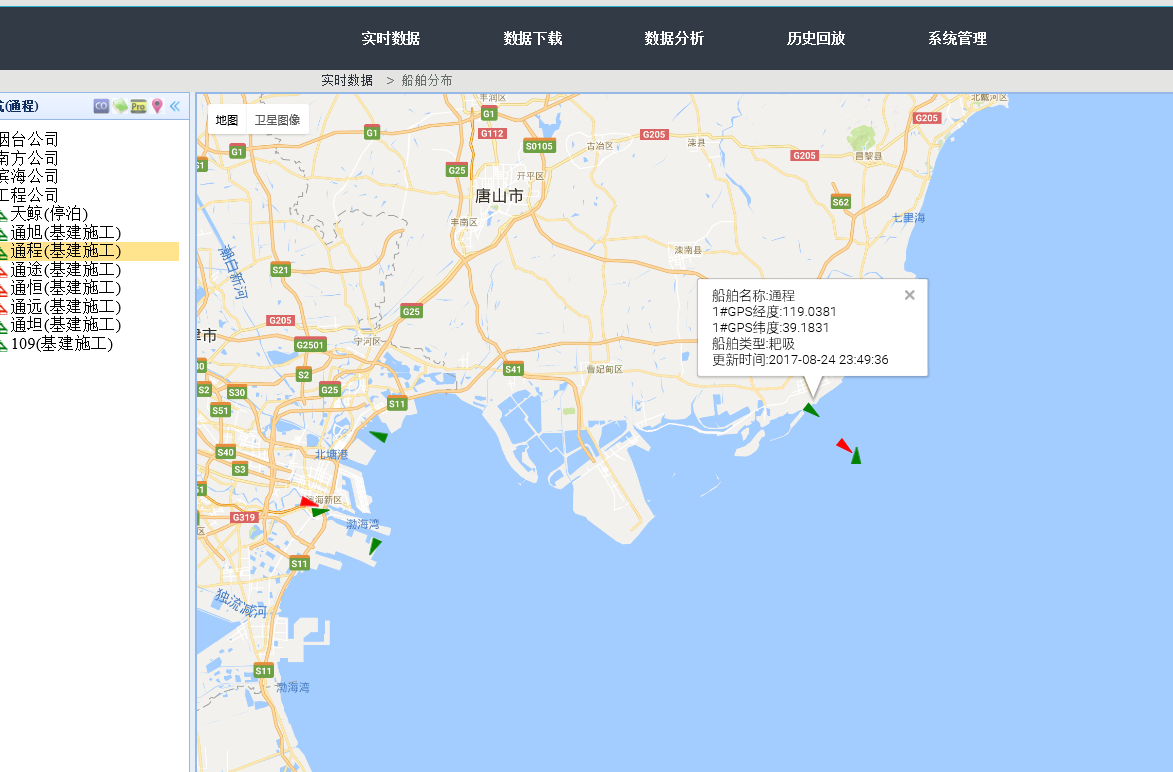 实时数据 数据下载 数据分析 历史回放 系统管理
实时数据 > 船舶分布
(通程)
CO Pro «
烟台公司
南方公司
滨海公司
工程公司
天鲸(停泊)
通旭(基建施工)
通程(基建施工)
通途(基建施工)
通恒(基建施工)
通远(基建施工)
通坦(基建施工)
109(基建施工)
地图 卫星图像
丰润区
北戴河区
G1
G205
G1
G112
G205
S0105
古冶区
滦县
G1
G205
昌黎县
S1
G25
开平区
唐山市
S62
丰南区
七里海
滦南县
潮白新河
S21
船舶名称:通程
1#GPS经度:119.0381
1#GPS纬度:39.1831
船舶类型:耙吸
更新时间:2017-08-24 23:49:36
G25
G205
津市
G2501
宁河区
S41
曹妃甸区
S2
S2
S30
G25
S11
S51
S40
北塘港
S3
滨海新区
G319
渤海湾
区
S11
独流减河
S11
渤海湾